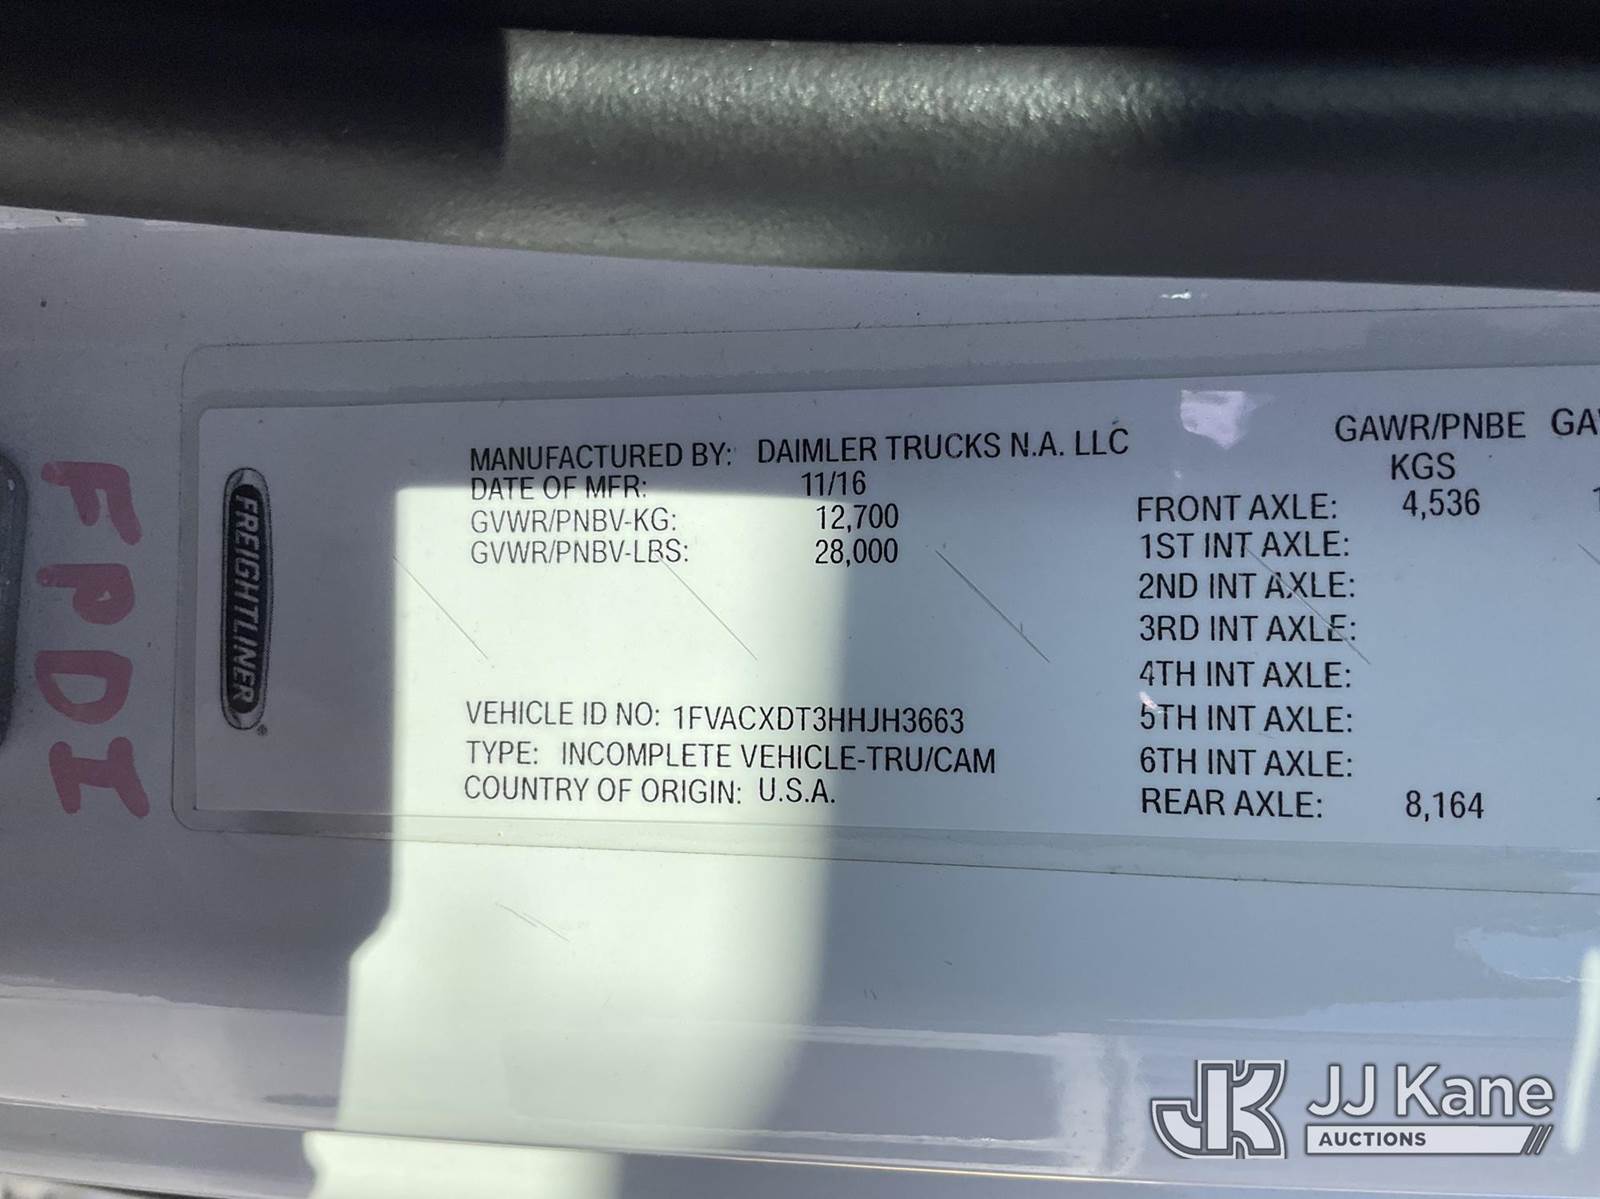 FPDI
FREIGHTLINER®
MANUFACTURED BY: DAIMLER TRUCKS N.A. LLC
DATE OF MFR: 11/16
GVWR/PNBV-KG: 12,700
GVWR/PNBV-LBS: 28,000
VEHICLE ID NO: 1FVACXDT3HHJH3663
TYPE: INCOMPLETE VEHICLE-TRU/CAM
COUNTRY OF ORIGIN: U.S.A.
GAWR/PNBE
KGS
FRONT AXLE: 4,536
1ST INT AXLE:
2ND INT AXLE:
3RD INT AXLE:
4TH INT AXLE:
5TH INT AXLE:
6TH INT AXLE:
REAR AXLE: 8,164
JK JJ Kane
AUCTIONS